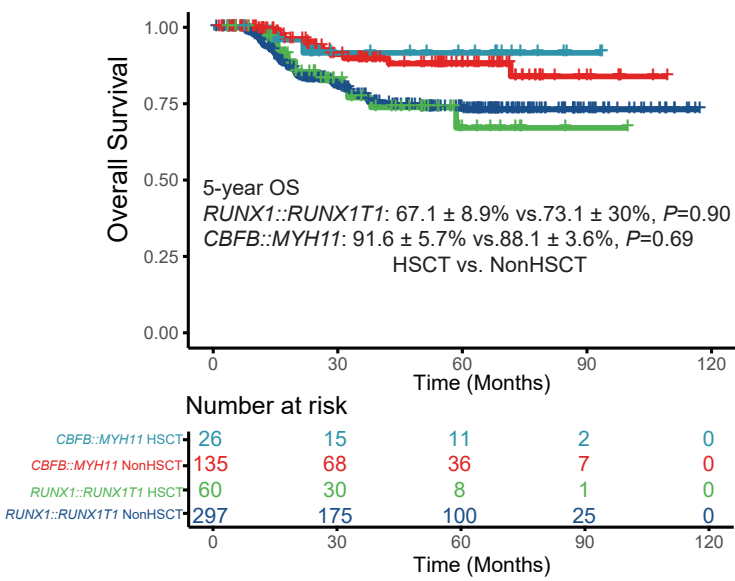 Overall Survival
1.00
0.75
0.50
0.25
0.00
5-year OS
RUNX1::RUNX1T1: 67.1 ± 8.9% vs.73.1 ± 30%, P=0.90
CBFB::MYH11: 91.6 ± 5.7% vs.88.1 ± 3.6%, P=0.69
HSCT vs. NonHSCT
0 30 60 90 120
Time (Months)
Number at risk
CBFB::MYH11 HSCT 26 15 11 2 0
CBFB::MYH11 NonHSCT 135 68 36 7 0
RUNX1::RUNX1T1 HSCT 60 30 8 1 0
RUNX1::RUNX1T1 NonHSCT 297 175 100 25 0
0 30 60 90 120
Time (Months)